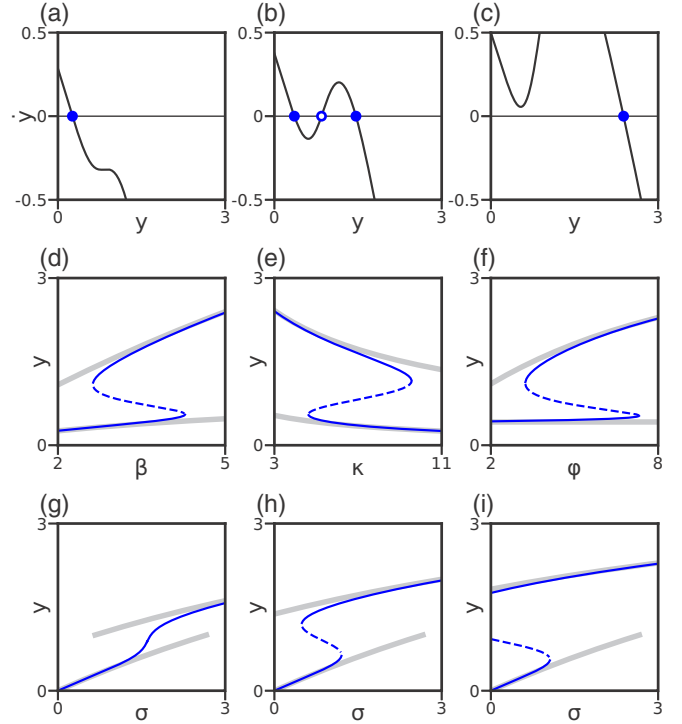 (a) (b) (c)
0.5 0.5 0.5
ẏ 0 0 0
-0.5 -0.5 -0.5
0 3 0 3 0 3
y y y
(d) (e) (f)
3 3 3
y y y
0 0 0
2 5 3 11 2 8
β κ φ
(g) (h) (i)
3 3 3
y y y
0 0 0
0 3 0 3 0 3
σ σ σ